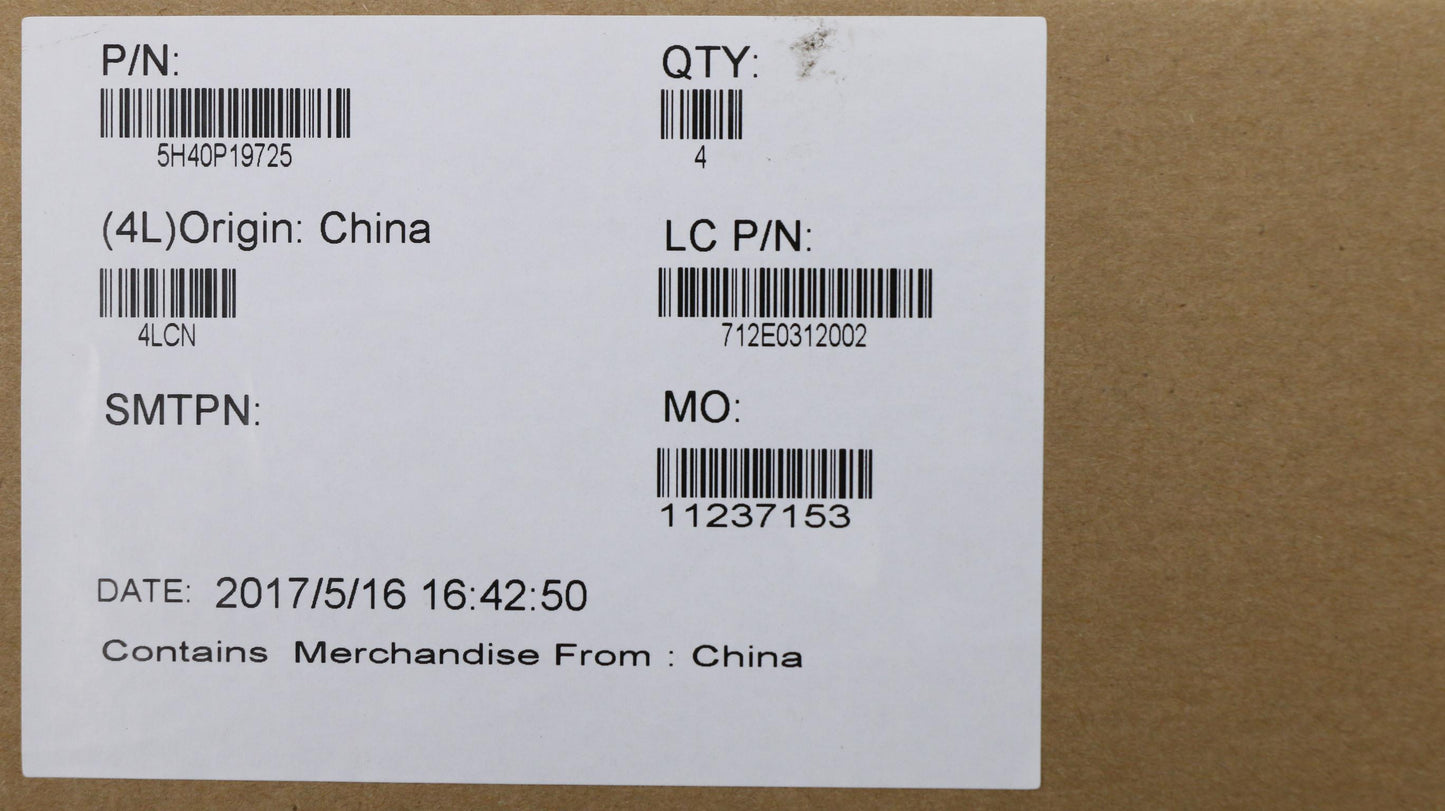 P/N:
5H40P19725
QTY:
4
(4L)Origin: China
4LCN
LC P/N:
712E0312002
SMTPN:
MO:
11237153
DATE: 2017/5/16 16:42:50
Contains Merchandise From : China